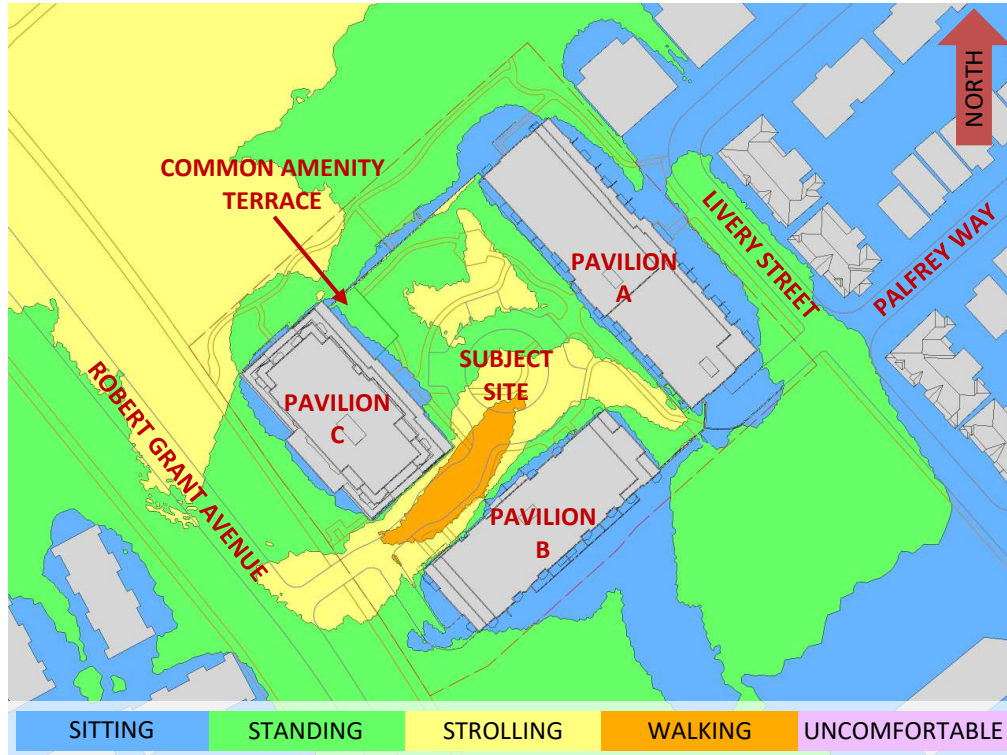 NORTH
COMMON AMENITY
TERRACE
LIVERY STREET
PALFREY WAY
PAVILION
A
SUBJECT
SITE
ROBERT GRANT AVENUE
PAVILION
C
PAVILION
B
SITTING
STANDING
STROLLING
WALKING
UNCOMFORTABLE